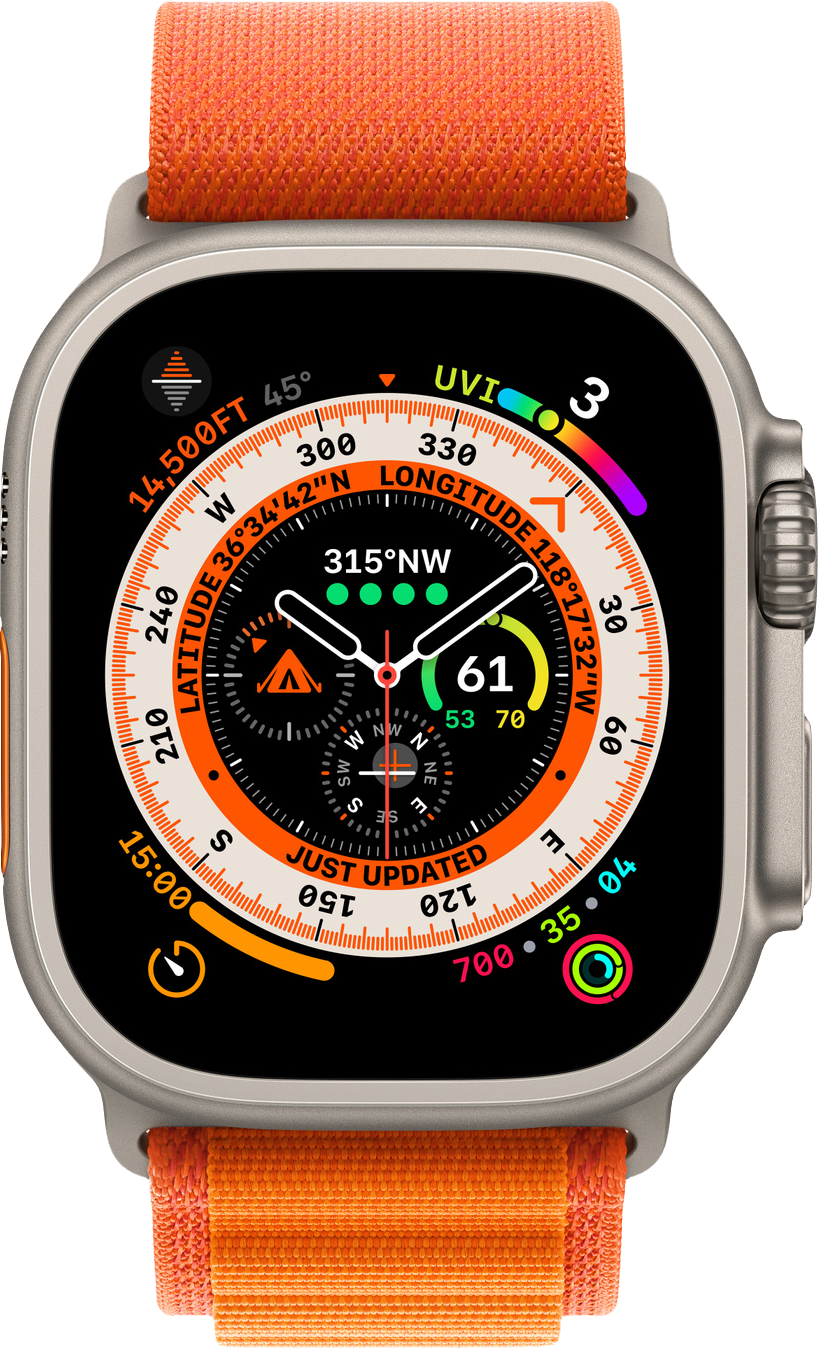 14,500FT 45°
UVI 3
300
330
30
60
E
120
150
S
210
240
W
LATITUDE 36°34'42"N LONGITUDE 118°17'32"W
JUST UPDATED
315°NW
61
53 70
NW
N
NE
E
SE
S
SW
W
15:00
700 • 35 • 04